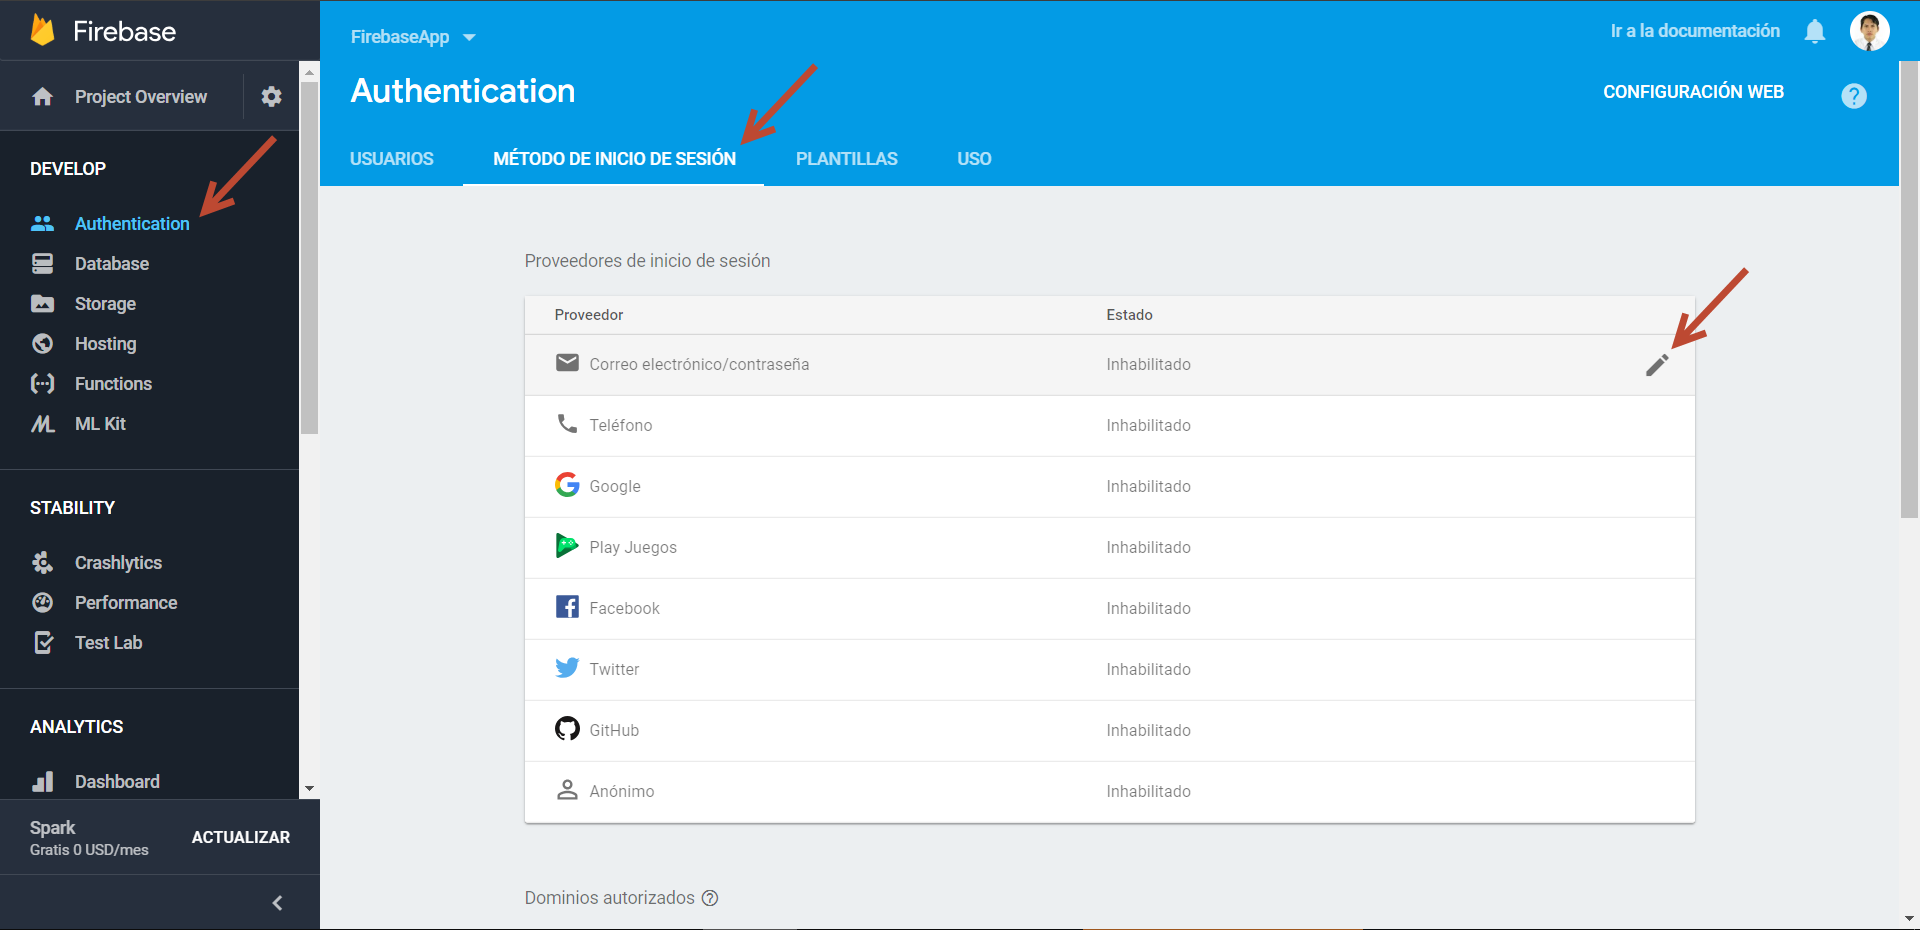 Firebase
Project Overview
DEVELOP
Authentication
Database
Storage
Hosting
Functions
ML Kit
STABILITY
Crashlytics
Performance
Test Lab
ANALYTICS
Dashboard
Spark
Gratis 0 USD/mes
ACTUALIZAR
FirebaseApp
Ir a la documentación
Authentication
CONFIGURACIÓN WEB
?
USUARIOS MÉTODO DE INICIO DE SESIÓN PLANTILLAS USO
Proveedores de inicio de sesión
Proveedor Estado
Correo electrónico/contraseña Inhabilitado
Teléfono Inhabilitado
Google Inhabilitado
Play Juegos Inhabilitado
Facebook Inhabilitado
Twitter Inhabilitado
GitHub Inhabilitado
Anónimo Inhabilitado
Dominios autorizados ?